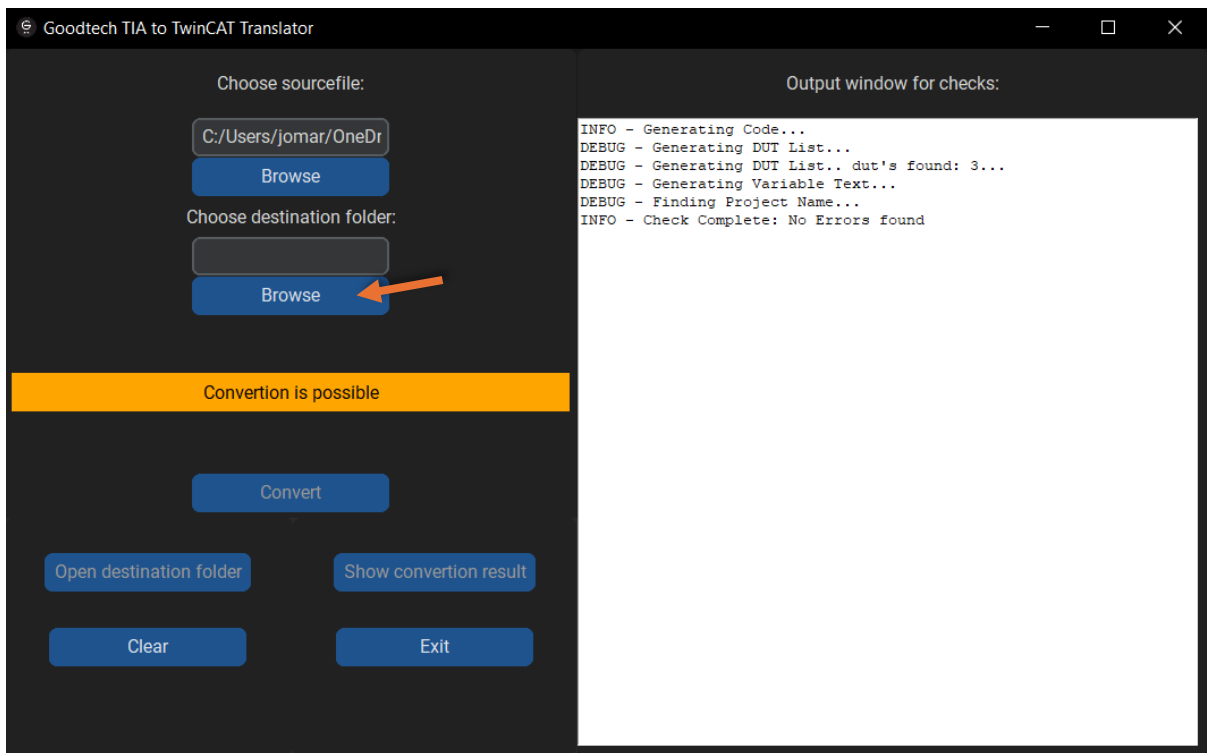 Goodtech TIA to TwinCAT Translator
Choose sourcefile:
C:/Users/jomar/OneDr
Browse
Choose destination folder:
Browse
Convertion is possible
Convert
Open destination folder
Show convertion result
Clear
Exit
Output window for checks:
INFO - Generating Code...
DEBUG - Generating DUT List...
DEBUG - Generating DUT List.. dut's found: 3...
DEBUG - Generating Variable Text...
DEBUG - Finding Project Name...
INFO - Check Complete: No Errors found